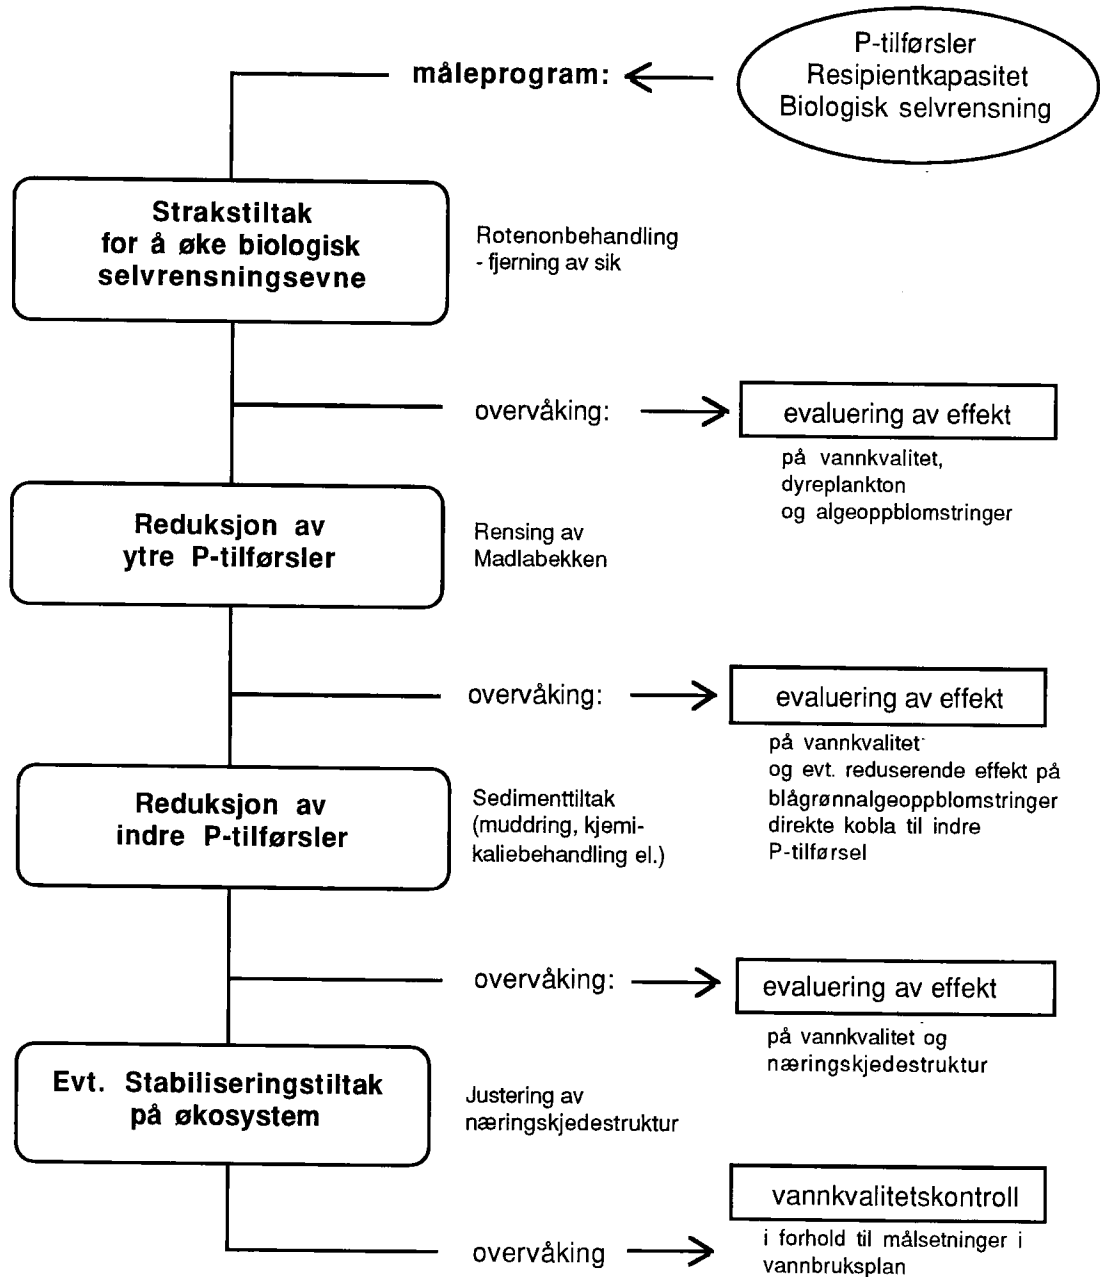 P-tilførsler
Resipientkapasitet
Biologisk selvrensning
måleprogram:
Strakstiltak
for å øke biologisk
selvrensningsevne
Rotenonbehandling
- fjerning av sik
overvåking:
evaluering av effekt
på vannkvalitet,
dyreplankton
og algeoppblomstringer
Reduksjon av
ytre P-tilførsler
Rensing av
Madlabekken
overvåking:
evaluering av effekt
på vannkvalitet
og evt. reduserende effekt på
blågrønnalgeoppblomstringer
direkte kobla til indre
P-tilførsel
Reduksjon av
indre P-tilførsler
Sedimenttiltak
(muddring, kjemi-
kaliebehandling el.)
overvåking:
evaluering av effekt
på vannkvalitet og
næringskjedestruktur
Evt. Stabiliseringstiltak
på økosystem
Justering av
næringskjedestruktur
overvåking
vannkvalitetskontroll
i forhold til målsetninger i
vannbruksplan